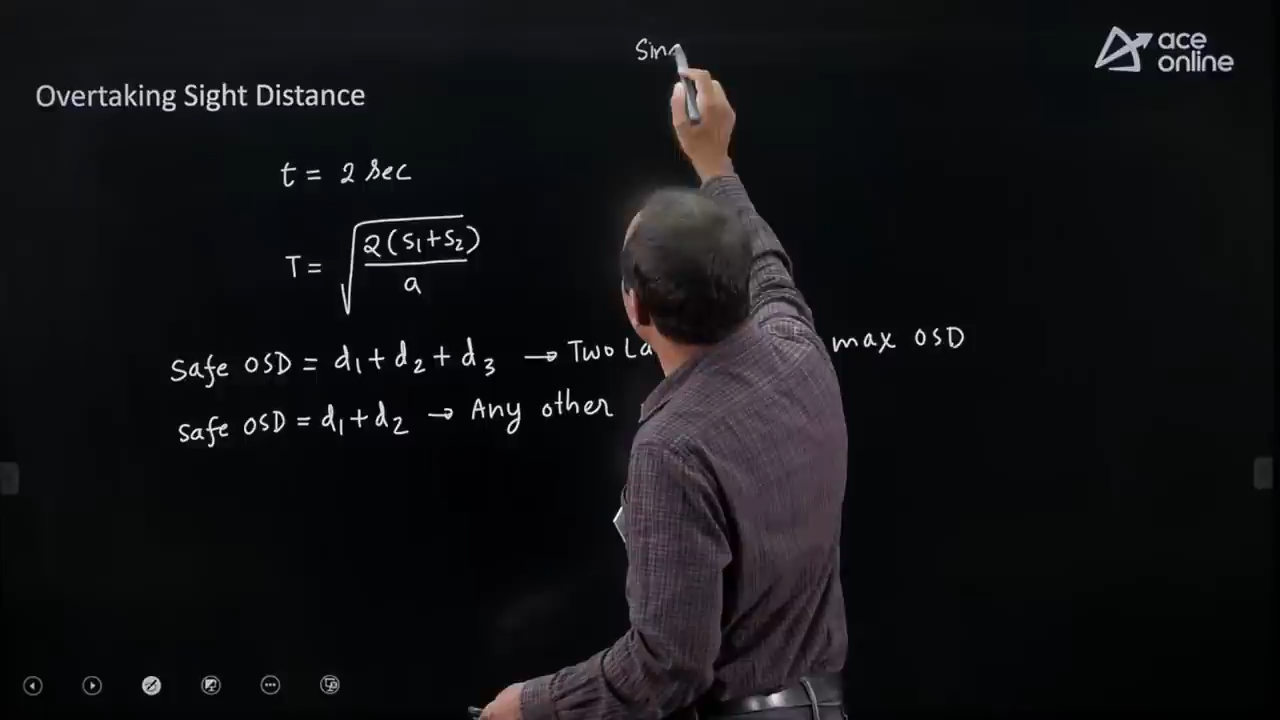 Sin
ace
online
Overtaking Sight Distance
t = 2 sec
T = √(2(S₁+S₂)/a)
Safe OSD = d₁ + d₂ + d₃ → Two La max OSD
Safe OSD = d₁ + d₂ → Any other